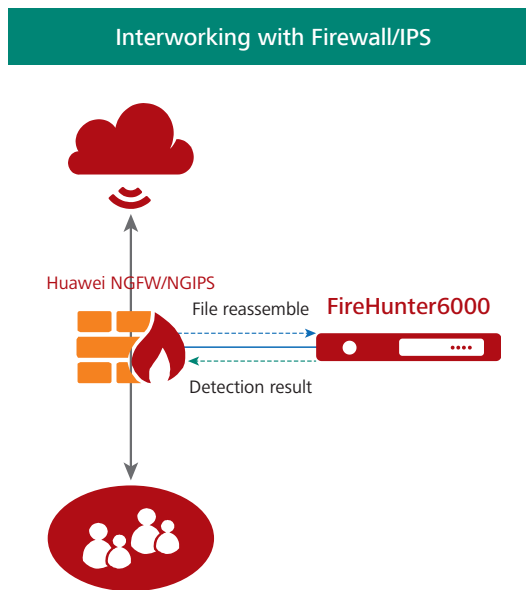 Interworking with Firewall/IPS
Huawei NGFW/NGIPS
File reassemble
FireHunter6000
Detection result